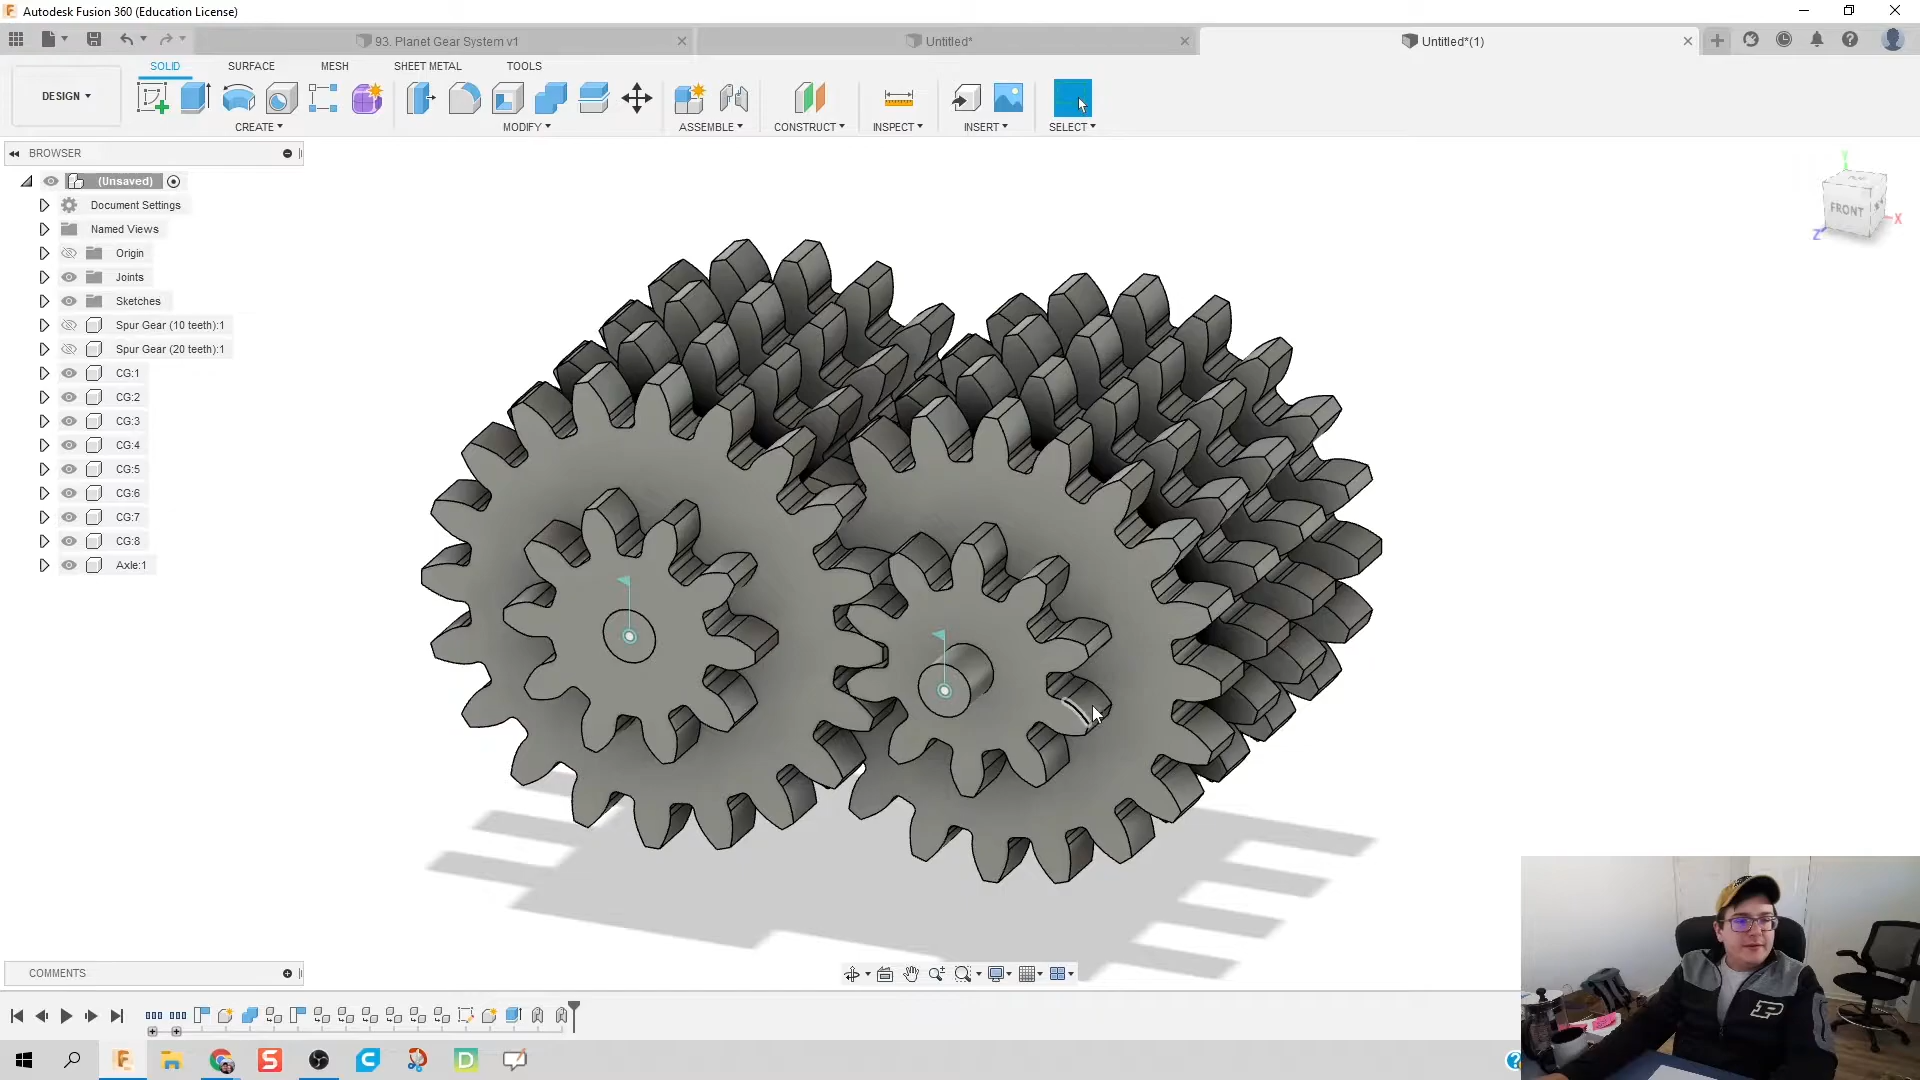 Autodesk Fusion 360 (Education License)
93. Planet Gear System v1
Untitled*
Untitled*(1)
SOLID
SURFACE
MESH
SHEET METAL
TOOLS
DESIGN
CREATE
MODIFY
ASSEMBLE
CONSTRUCT
INSPECT
INSERT
SELECT
BROWSER
(Unsaved)
Document Settings
Named Views
Origin
Joints
Sketches
Spur Gear (10 teeth):1
Spur Gear (20 teeth):1
CG:1
CG:2
CG:3
CG:4
CG:5
CG:6
CG:7
CG:8
Axle:1
Y
FRONT
X
Z
COMMENTS
F
S
C
D
P